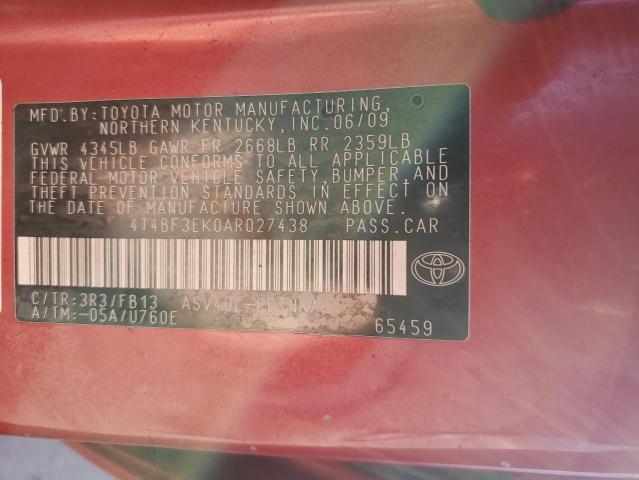 MFD.BY:TOYOTA MOTOR MANUFACTURING,
NORTHERN KENTUCKY,INC.06/09
GVWR 4345LB GAWR FR 2668LB RR 2359LB
THIS VEHICLE CONFORMS TO ALL APPLICABLE
FEDERAL MOTOR VEHICLE SAFETY,BUMPER,AND
THEFT PREVENTION STANDARDS IN EFFECT ON
THE DATE OF MANUFACTURE SHOWN ABOVE.
4T4BF3EK0AR027438 PASS.CAR
C/TR:3R3/FB13
A/TM:-05A/U760E
65459